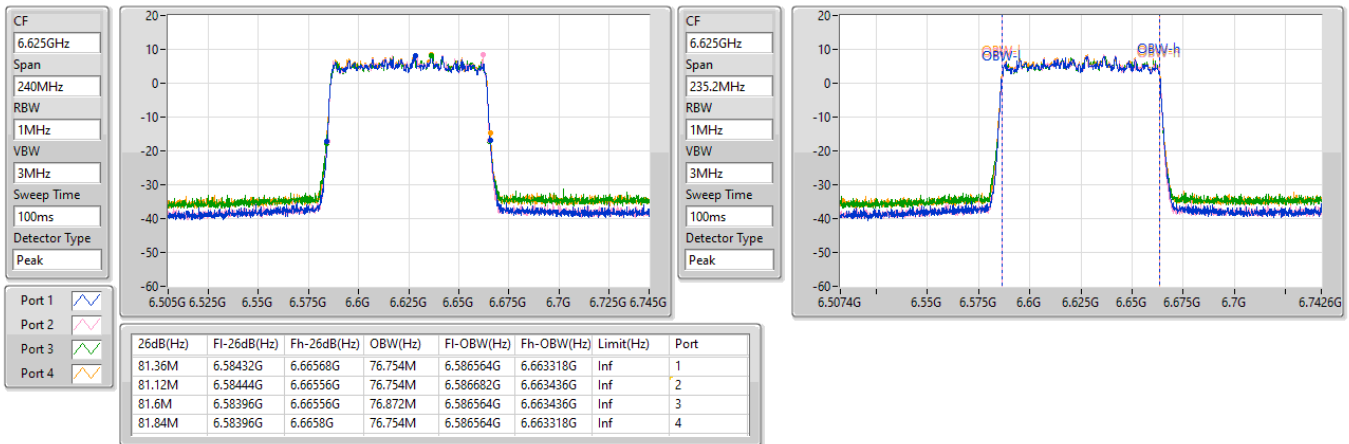 CF
6.625GHz
Span
240MHz
RBW
1MHz
VBW
3MHz
Sweep Time
100ms
Detector Type
Peak
20-
10-
0-
-10-
-20-
-30-
-40-
-50-
-60-
6.505G 6.525G 6.55G 6.575G 6.6G 6.625G 6.65G 6.675G 6.7G 6.725G 6.745G
CF
6.625GHz
Span
235.2MHz
RBW
1MHz
VBW
3MHz
Sweep Time
100ms
Detector Type
Peak
20-
10-
0-
-10-
-20-
-30-
-40-
-50-
-60-
OBW-l OBW-h
6.5074G 6.55G 6.575G 6.6G 6.625G 6.65G 6.675G 6.7G 6.7426G
Port 1
Port 2
Port 3
Port 4
26dB(Hz) Fl-26dB(Hz) Fh-26dB(Hz) OBW(Hz) Fl-OBW(Hz) Fh-OBW(Hz) Limit(Hz) Port
81.36M 6.58432G 6.66568G 76.754M 6.586564G 6.663318G Inf 1
81.12M 6.58444G 6.66556G 76.754M 6.586682G 6.663436G Inf 2
81.6M 6.58396G 6.66556G 76.872M 6.586564G 6.663436G Inf 3
81.84M 6.58396G 6.6658G 76.754M 6.586564G 6.663318G Inf 4